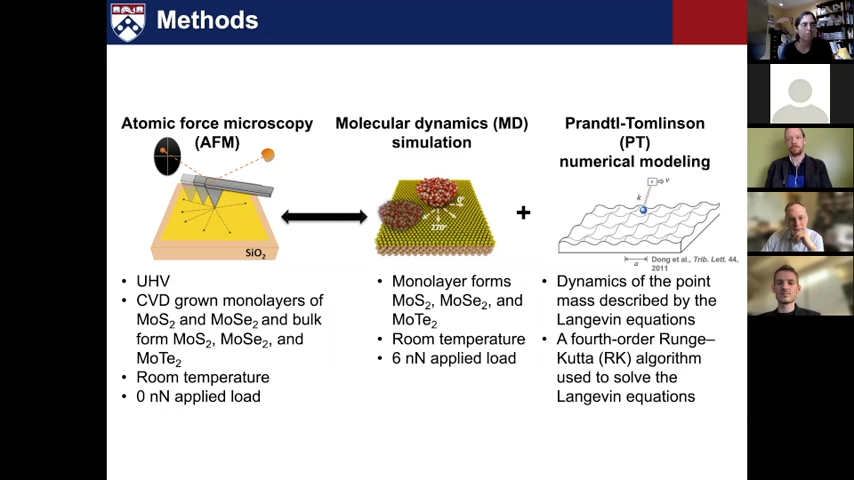 Methods
Atomic force microscopy
(AFM)
SiO2
• UHV
• CVD grown monolayers of
MoS2 and MoSe2 and bulk
form MoS2, MoSe2, and
MoTe2
• Room temperature
• 0 nN applied load
Molecular dynamics (MD)
simulation
0°
270°
• Monolayer forms
MoS2, MoSe2, and
MoTe2
• Room temperature
• 6 nN applied load
+
Prandtl-Tomlinson
(PT)
numerical modeling
v
k
a
Dong et al., Trib. Lett. 44,
2011
• Dynamics of the point
mass described by the
Langevin equations
• A fourth-order Runge–
Kutta (RK) algorithm
used to solve the
Langevin equations